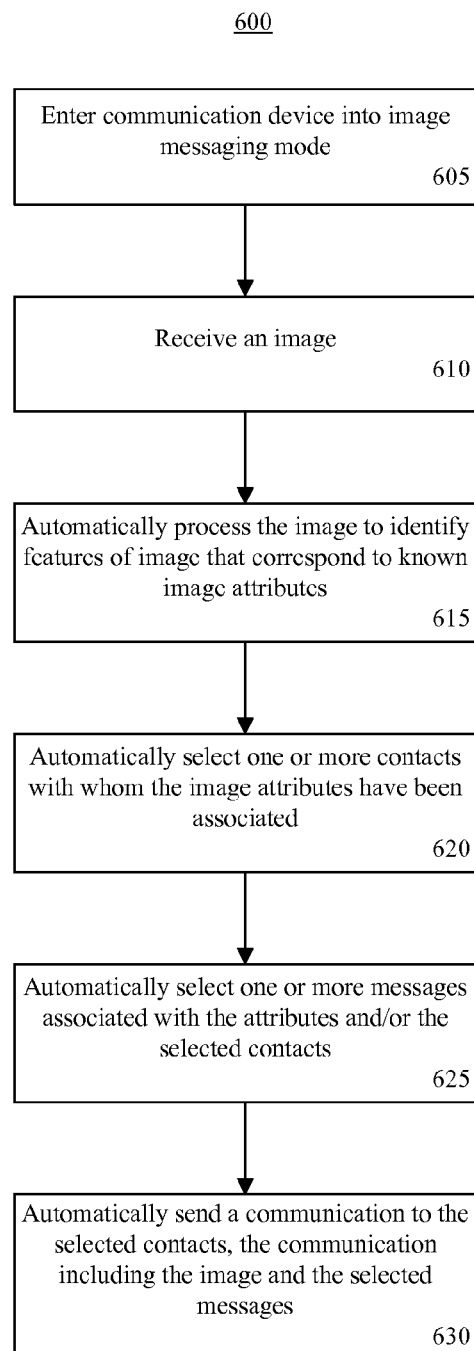 600
Enter communication device into image
messaging mode
605
Receive an image
610
Automatically process the image to identify
features of image that correspond to known
image attributes
615
Automatically select one or more contacts
with whom the image attributes have been
associated
620
Automatically select one or more messages
associated with the attributes and/or the
selected contacts
625
Automatically send a communication to the
selected contacts, the communication
including the image and the selected
messages
630